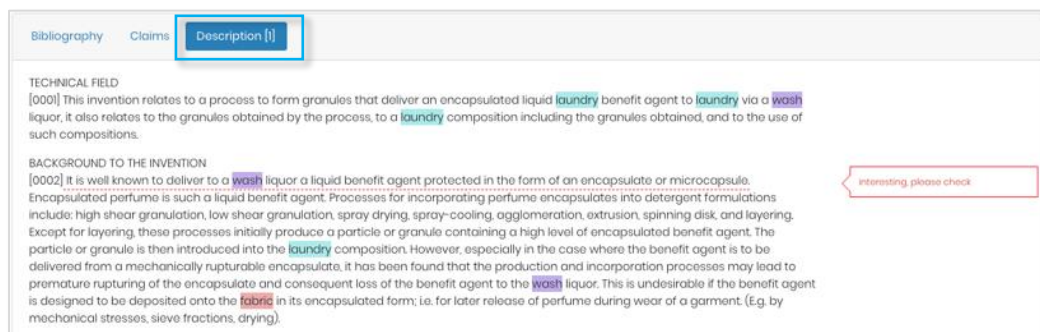 Bibliography Claims Description [1]
TECHNICAL FIELD
[0001] This invention relates to a process to form granules that deliver an encapsulated liquid laundry benefit agent to laundry via a wash
liquor, it also relates to the granules obtained by the process, to a laundry composition including the granules obtained, and to the use of
such compositions.
BACKGROUND TO THE INVENTION
[0002] It is well known to deliver to a wash liquor a liquid benefit agent protected in the form of an encapsulate or microcapsule.
interesting, please check
Encapsulated perfume is such a liquid benefit agent. Processes for incorporating perfume encapsulates into detergent formulations
include: high shear granulation, low shear granulation, spray drying, spray-cooling, agglomeration, extrusion, spinning disk, and layering.
Except for layering, these processes initially produce a particle or granule containing a high level of encapsulated benefit agent. The
particle or granule is then introduced into the laundry composition. However, especially in the case where the benefit agent is to be
delivered from a mechanically rupturable encapsulate, it has been found that the production and incorporation processes may lead to
premature rupturing of the encapsulate and consequent loss of the benefit agent to the wash liquor. This is undesirable if the benefit agent
is designed to be deposited onto the fabric in its encapsulated form; i.e. for later release of perfume during wear of a garment. (E.g. by
mechanical stresses, sieve fractions, drying).